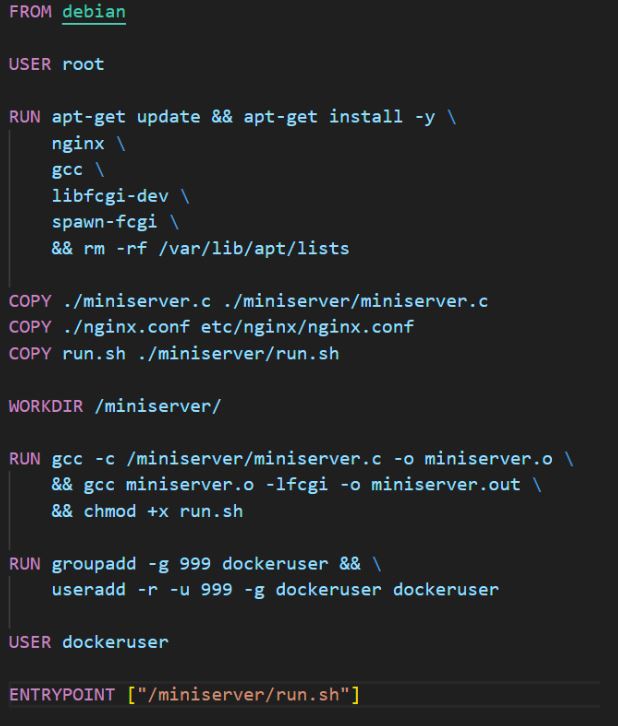 FROM debian
USER root
RUN apt-get update && apt-get install -y \
nginx \
gcc \
libfcgi-dev \
spawn-fcgi \
&& rm -rf /var/lib/apt/lists
COPY ./miniserver.c ./miniserver/miniserver.c
COPY ./nginx.conf etc/nginx/nginx.conf
COPY run.sh ./miniserver/run.sh
WORKDIR /miniserver/
RUN gcc -c /miniserver/miniserver.c -o miniserver.o \
&& gcc miniserver.o -lfcgi -o miniserver.out \
&& chmod +x run.sh
RUN groupadd -g 999 dockeruser && \
useradd -r -u 999 -g dockeruser dockeruser
USER dockeruser
ENTRYPOINT ["/miniserver/run.sh"]